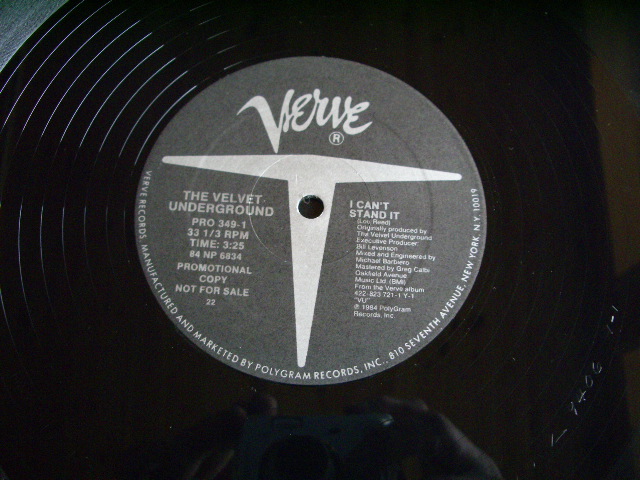 Verve
®
THE VELVET
UNDERGROUND
PRO 349-1
33 1/3 RPM
TIME: 3:25
84 NP 6834
PROMOTIONAL
COPY
NOT FOR SALE
22
I CAN'T
STAND IT
(Lou Reed)
Originally produced by
The Velvet Underground
Executive Producer
Bill Levenson
Mixed and Engineered by
Michael Barbiero
Mastered by Greg Calbi
Oakfield Avenue
Music Ltd. (BMI)
From the Verve album
422-823 721-1 Y-1
"VU"
℗ 1984 PolyGram
Records, Inc.
VERVE RECORDS, MANUFACTURED AND MARKETED BY POLYGRAM RECORDS, INC., 810 SEVENTH AVENUE, NEW YORK, N.Y. 10019